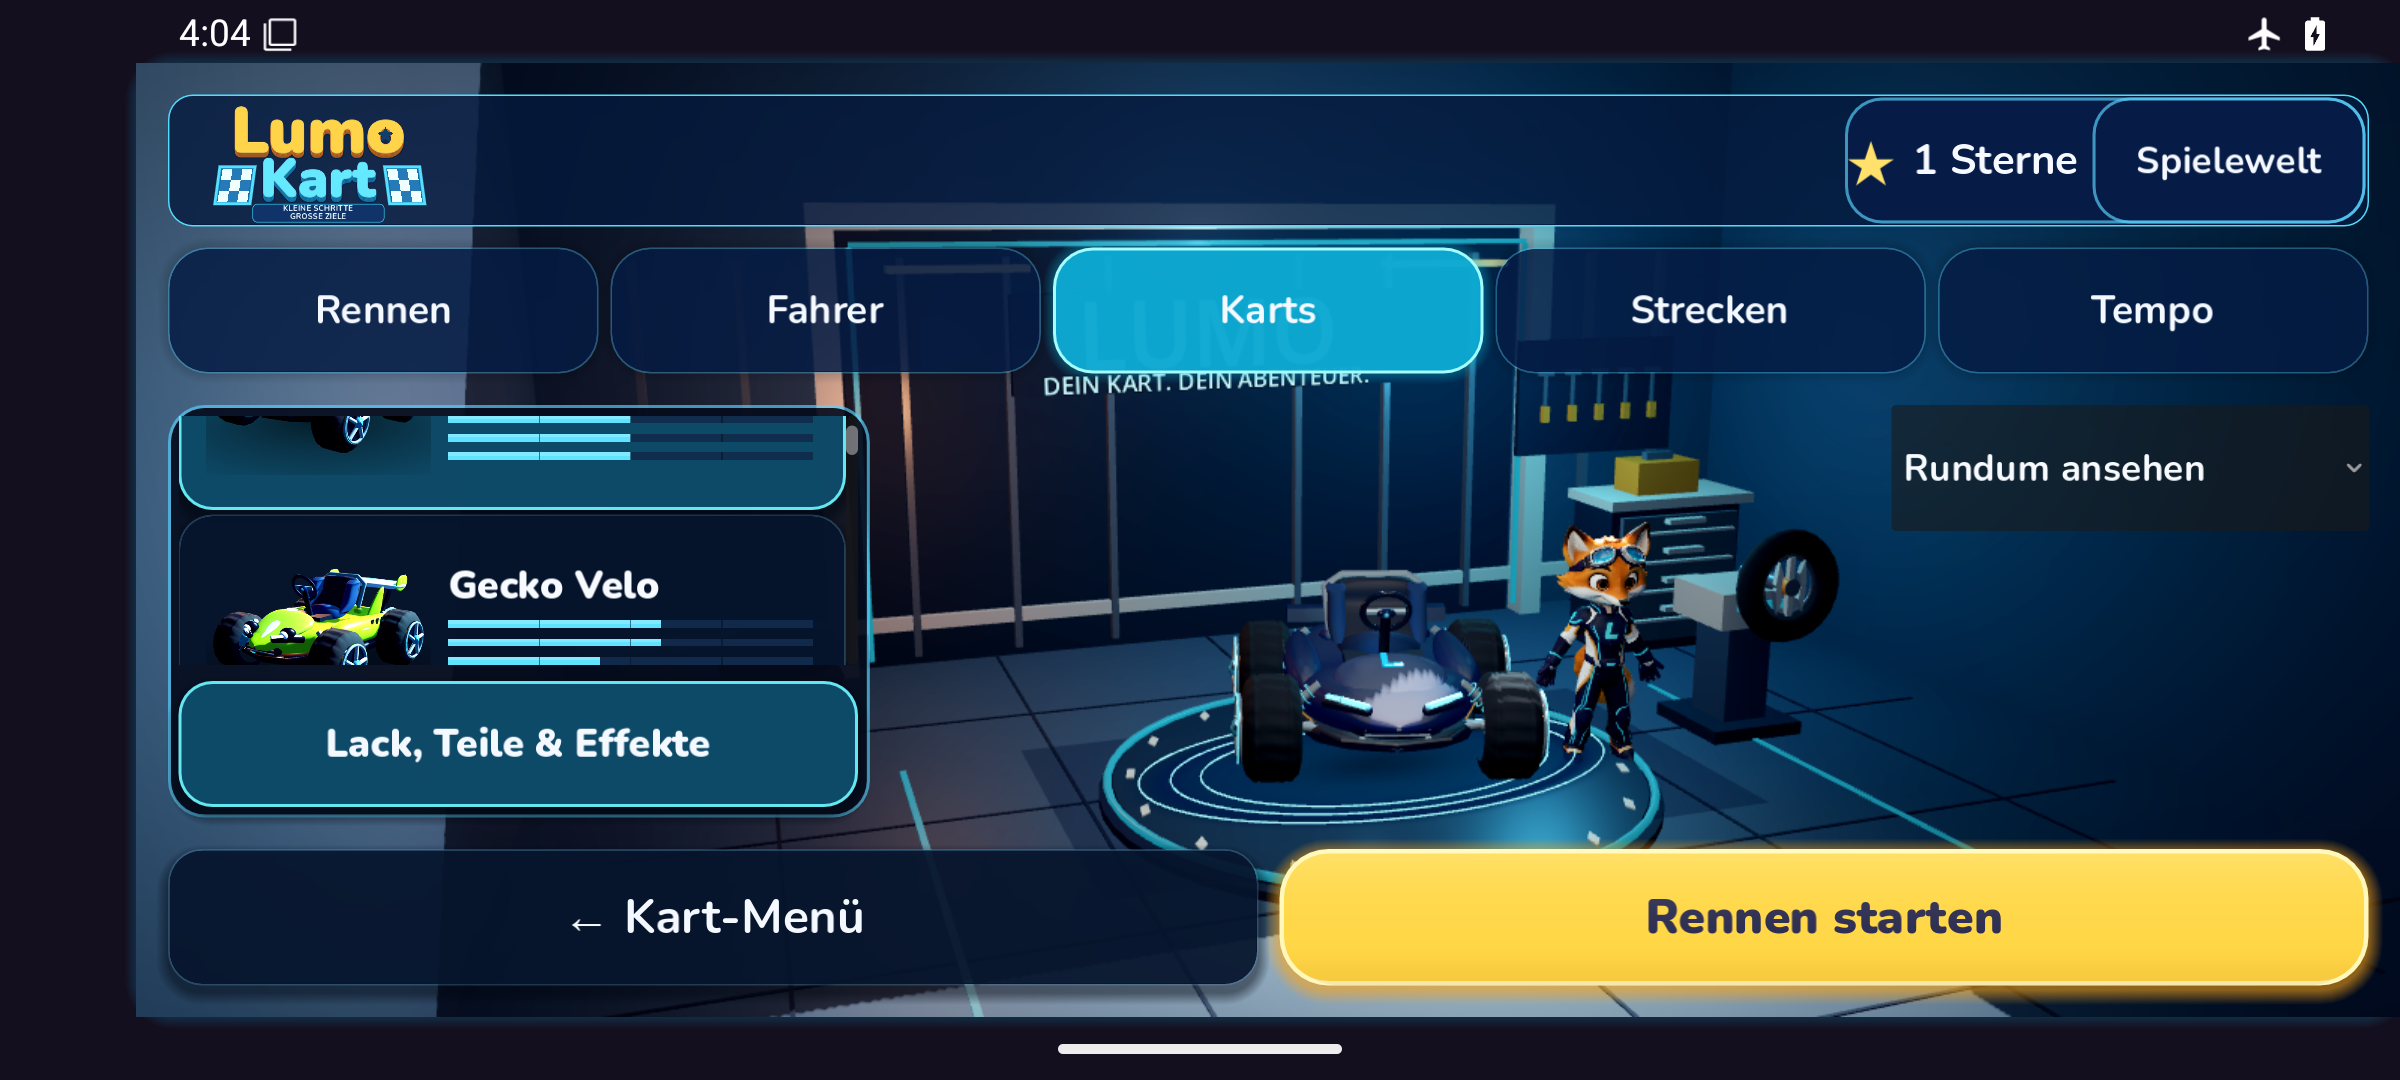 4:04
Lumo
Kart
KLEINE SCHRITTE
GROSSE ZIELE
1 Sterne
Spielewelt
Rennen
Fahrer
Karts
Strecken
Tempo
LUMO
DEIN KART. DEIN ABENTEUER.
Rundum ansehen
Gecko Velo
L
L
Lack, Teile & Effekte
← Kart-Menü
Rennen starten